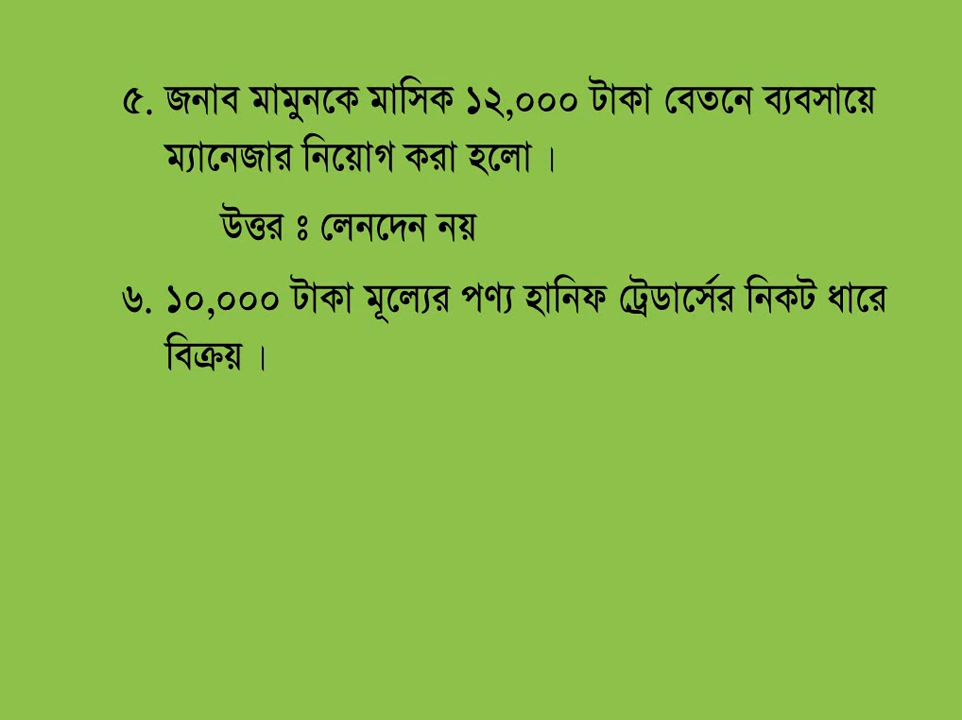 ৫. জনাব মামুনকে মাসিক ১২,০০০ টাকা বেতনে ব্যবসায়ে
ম্যানেজার নিয়োগ করা হলো ।
উত্তর ঃ লেনদেন নয়
৬. ১০,০০০ টাকা মূল্যের পণ্য হানিফ ট্রেডার্সের নিকট ধারে
বিক্রয় ।